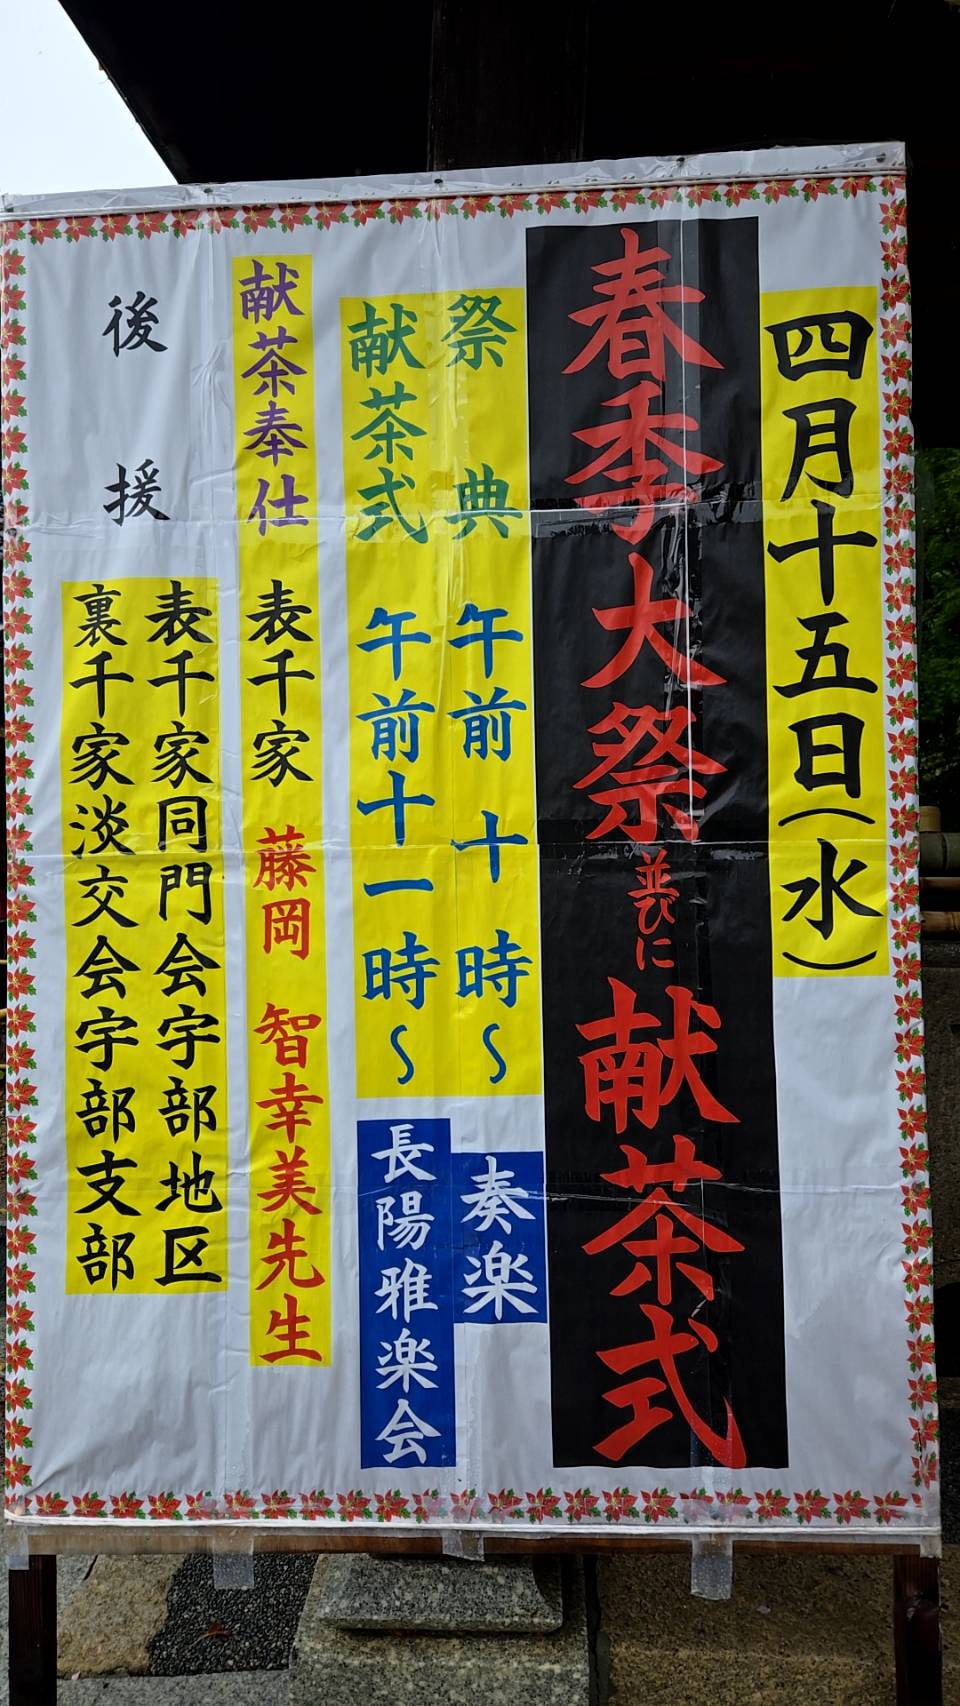 四月十五日(水)
春季大祭並びに献茶式
祭典 午前十時〜
奏楽
献茶式 午前十一時〜
長陽雅楽会
献茶奉仕 表千家 藤岡 智幸美先生
後援
表千家同門会宇部地区
裏千家淡交会宇部支部